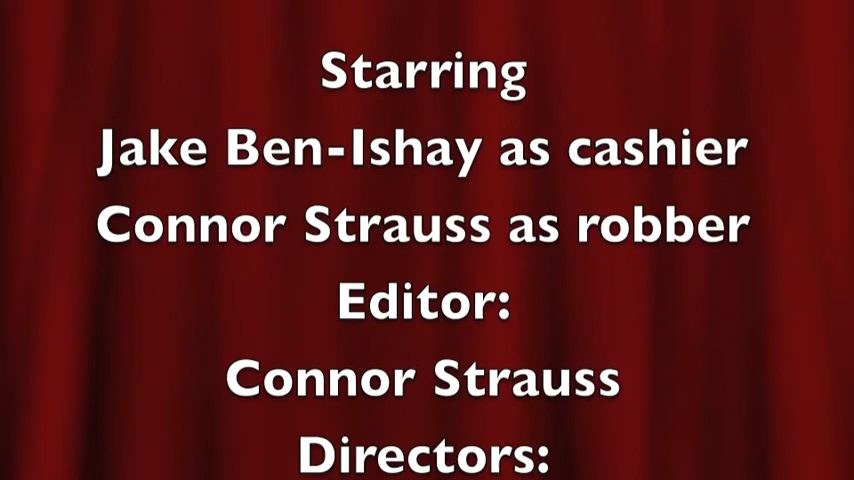 Starring
Jake Ben-Ishay as cashier
Connor Strauss as robber
Editor:
Connor Strauss
Directors: